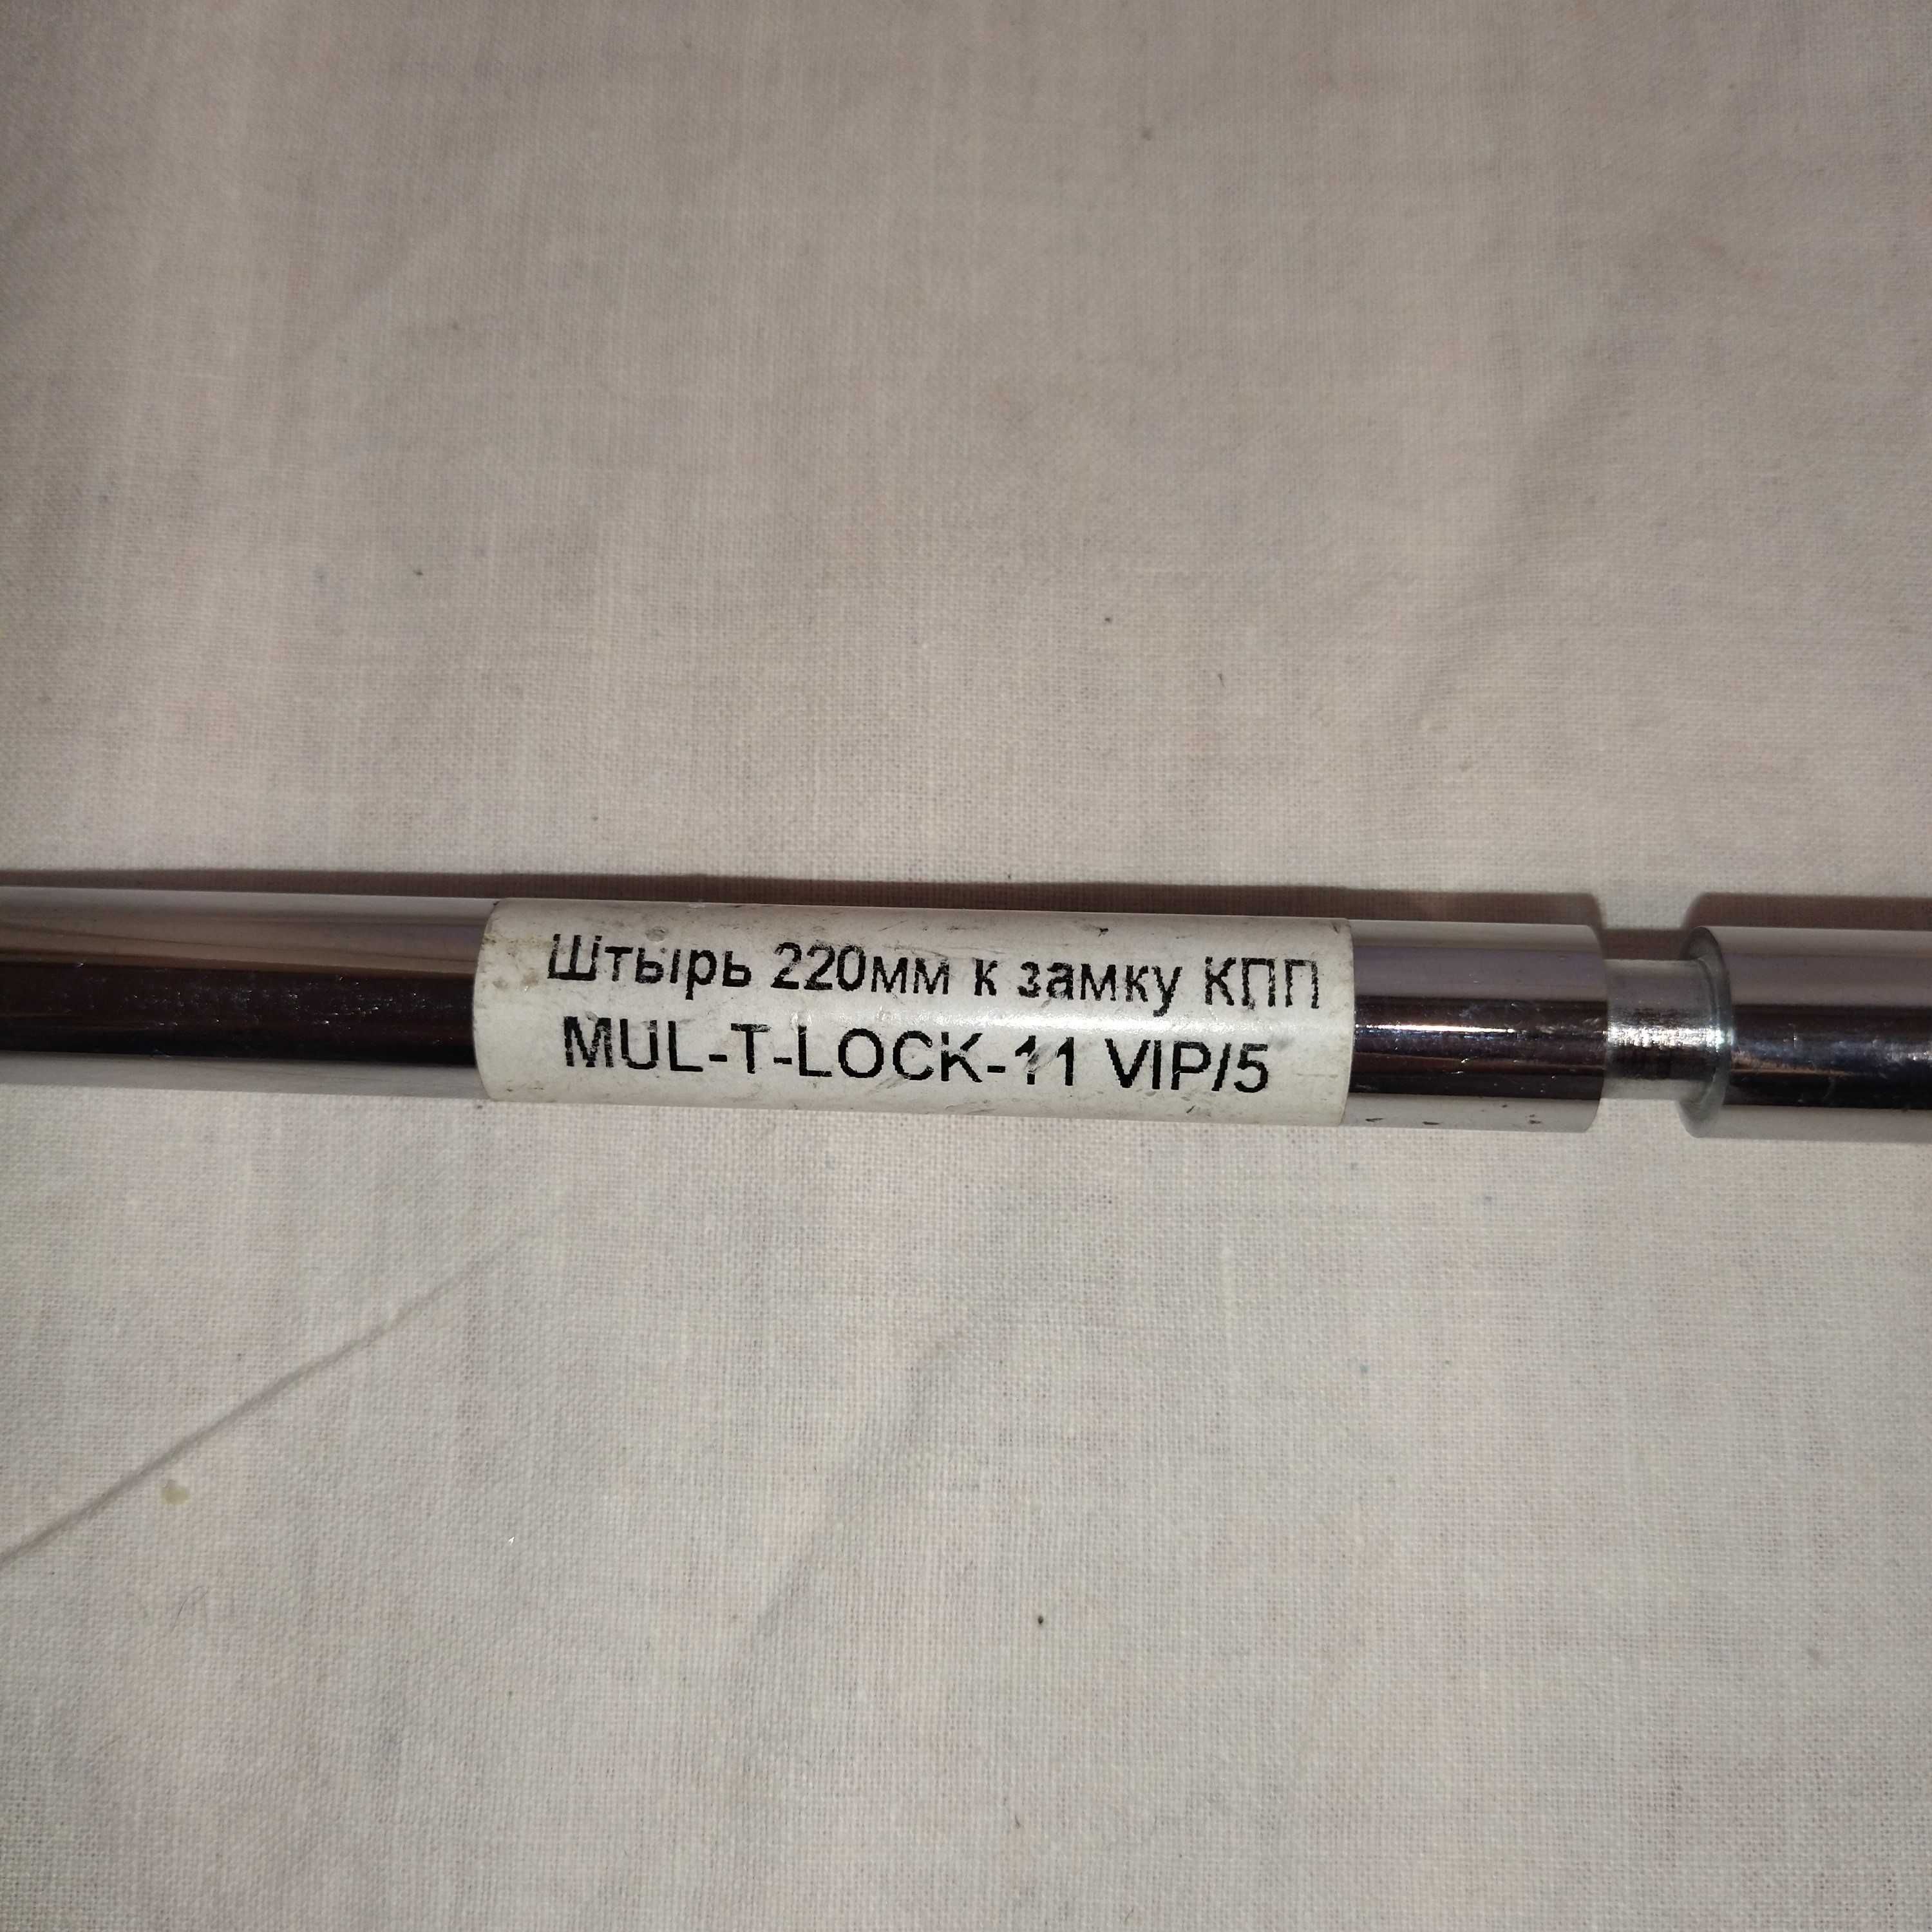 Штырь 220мм к замку КПП
MUL-T-LOCK-11 VIP/5